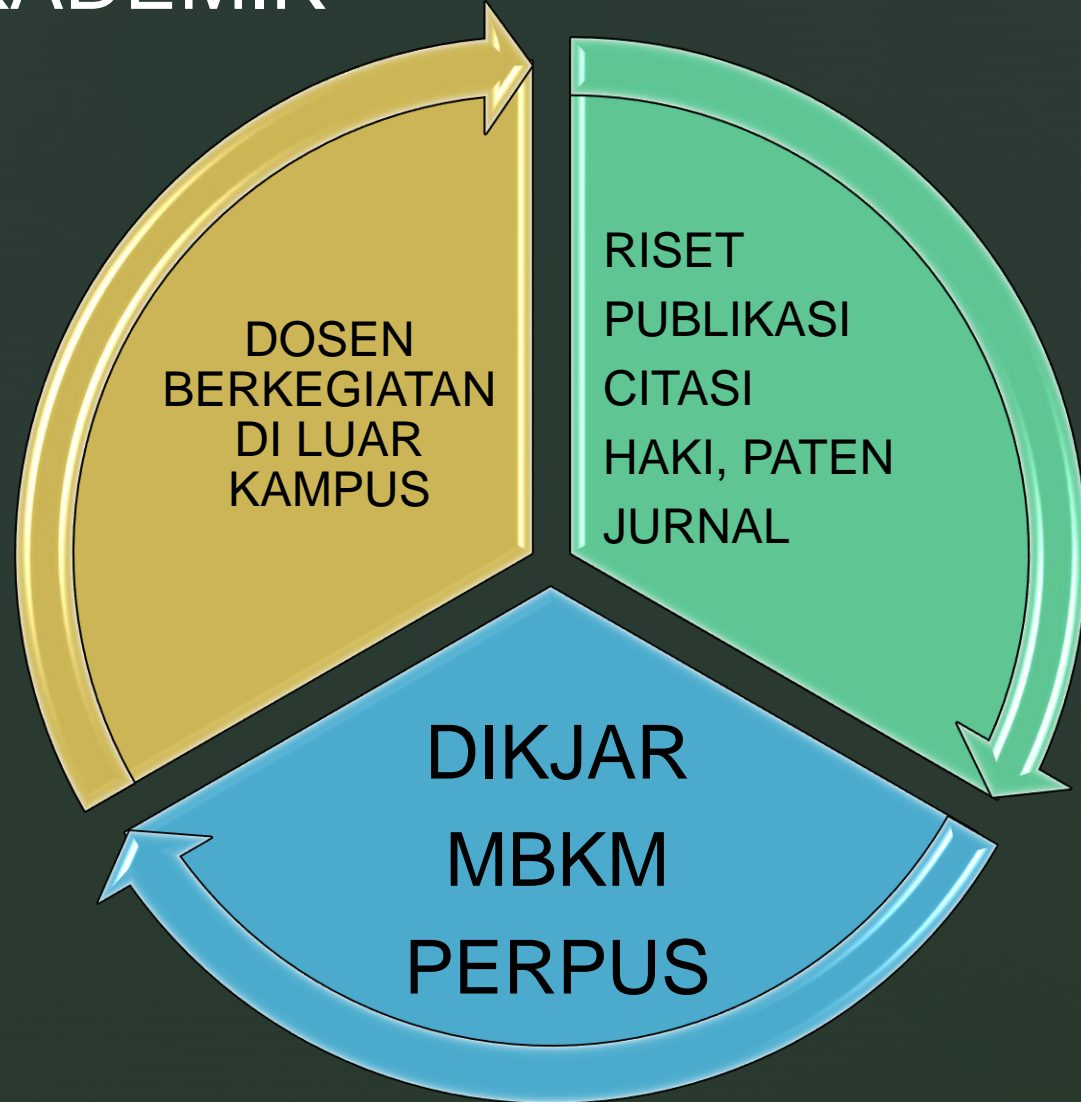 RISET
PUBLIKASI
CITASI
HAKI, PATEN
JURNAL
DIKJAR
MBKM
PERPUS
DOSEN
BERKEGIATAN
DI LUAR
KAMPUS